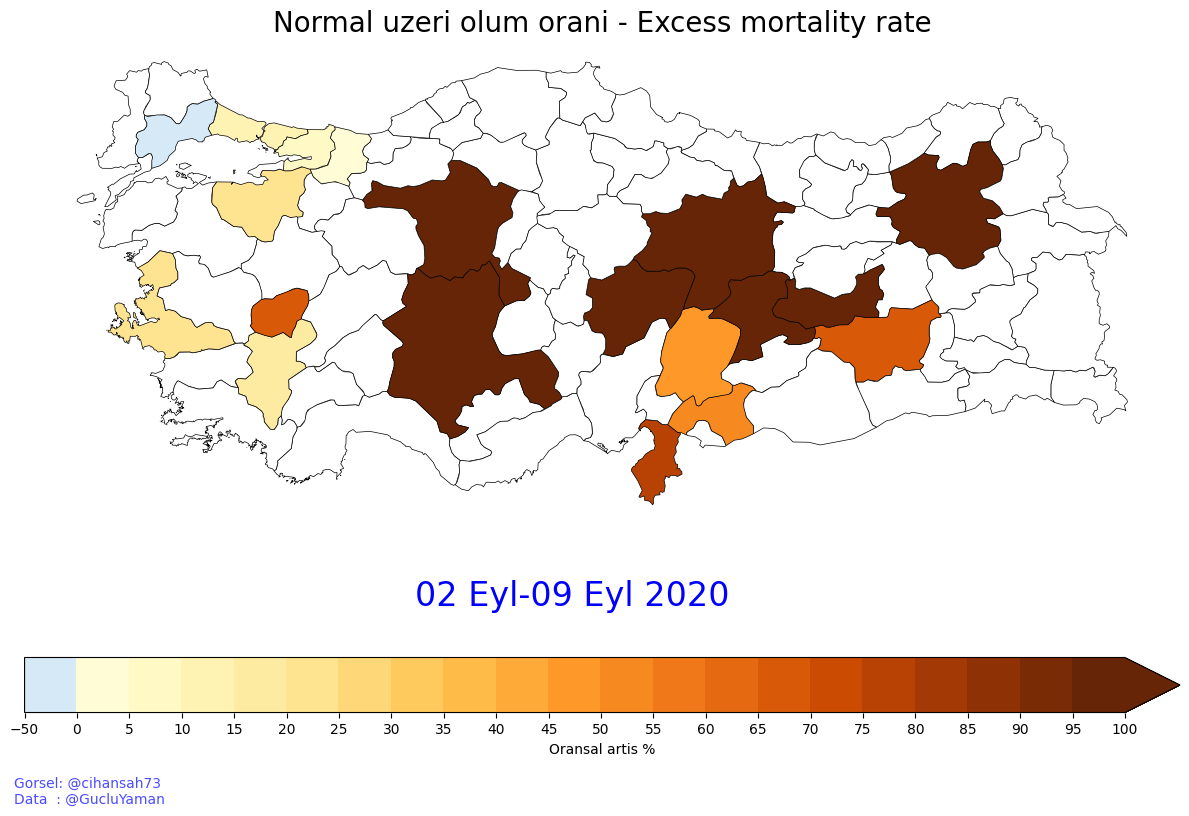 Normal uzeri olum orani - Excess mortality rate
02 Eyl-09 Eyl 2020
−50 0 5 10 15 20 25 30 35 40 45 50 55 60 65 70 75 80 85 90 95 100
Oransal artis %
Gorsel: @cihansah73
Data : @GucluYaman